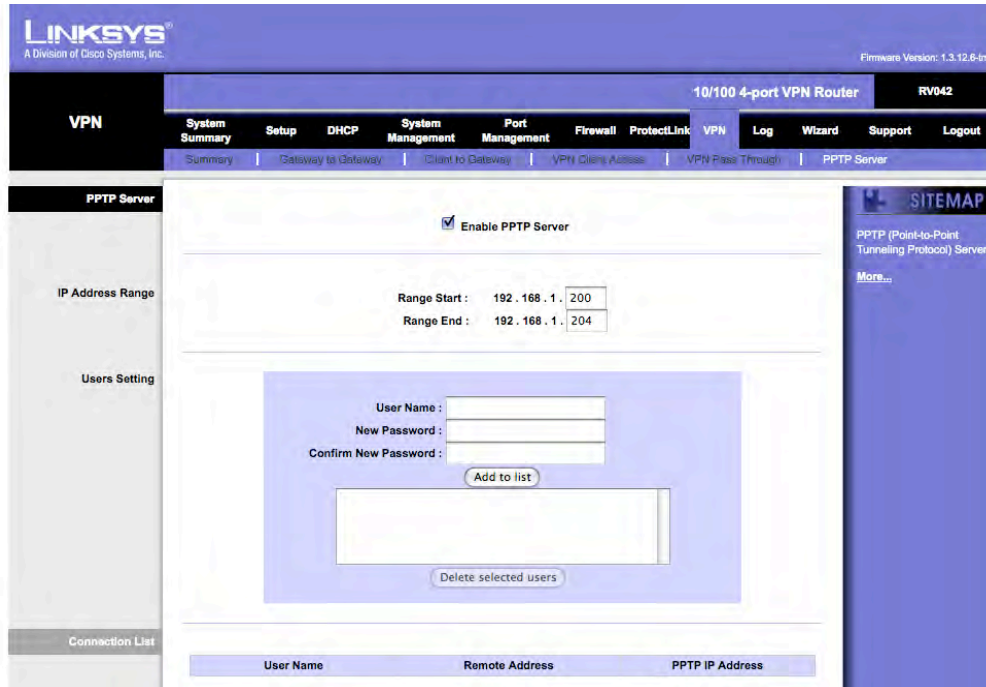 LINKSYS®
A Division of Cisco Systems, Inc.
Firmware Version: 1.3.12.6-tm
10/100 4-port VPN Router RV042
VPN
System Summary Setup DHCP System Management Port Management Firewall ProtectLink VPN Log Wizard Support Logout
Summary | Gateway to Gateway | Client to Gateway | VPN Client Access | VPN Pass Through | PPTP Server
PPTP Server
Enable PPTP Server
SITEMAP
PPTP (Point-to-Point
Tunneling Protocol) Server
More...
IP Address Range
Range Start : 192 . 168 . 1 . 200
Range End : 192 . 168 . 1 . 204
Users Setting
User Name :
New Password :
Confirm New Password :
Add to list
Delete selected users
Connection List
User Name Remote Address PPTP IP Address